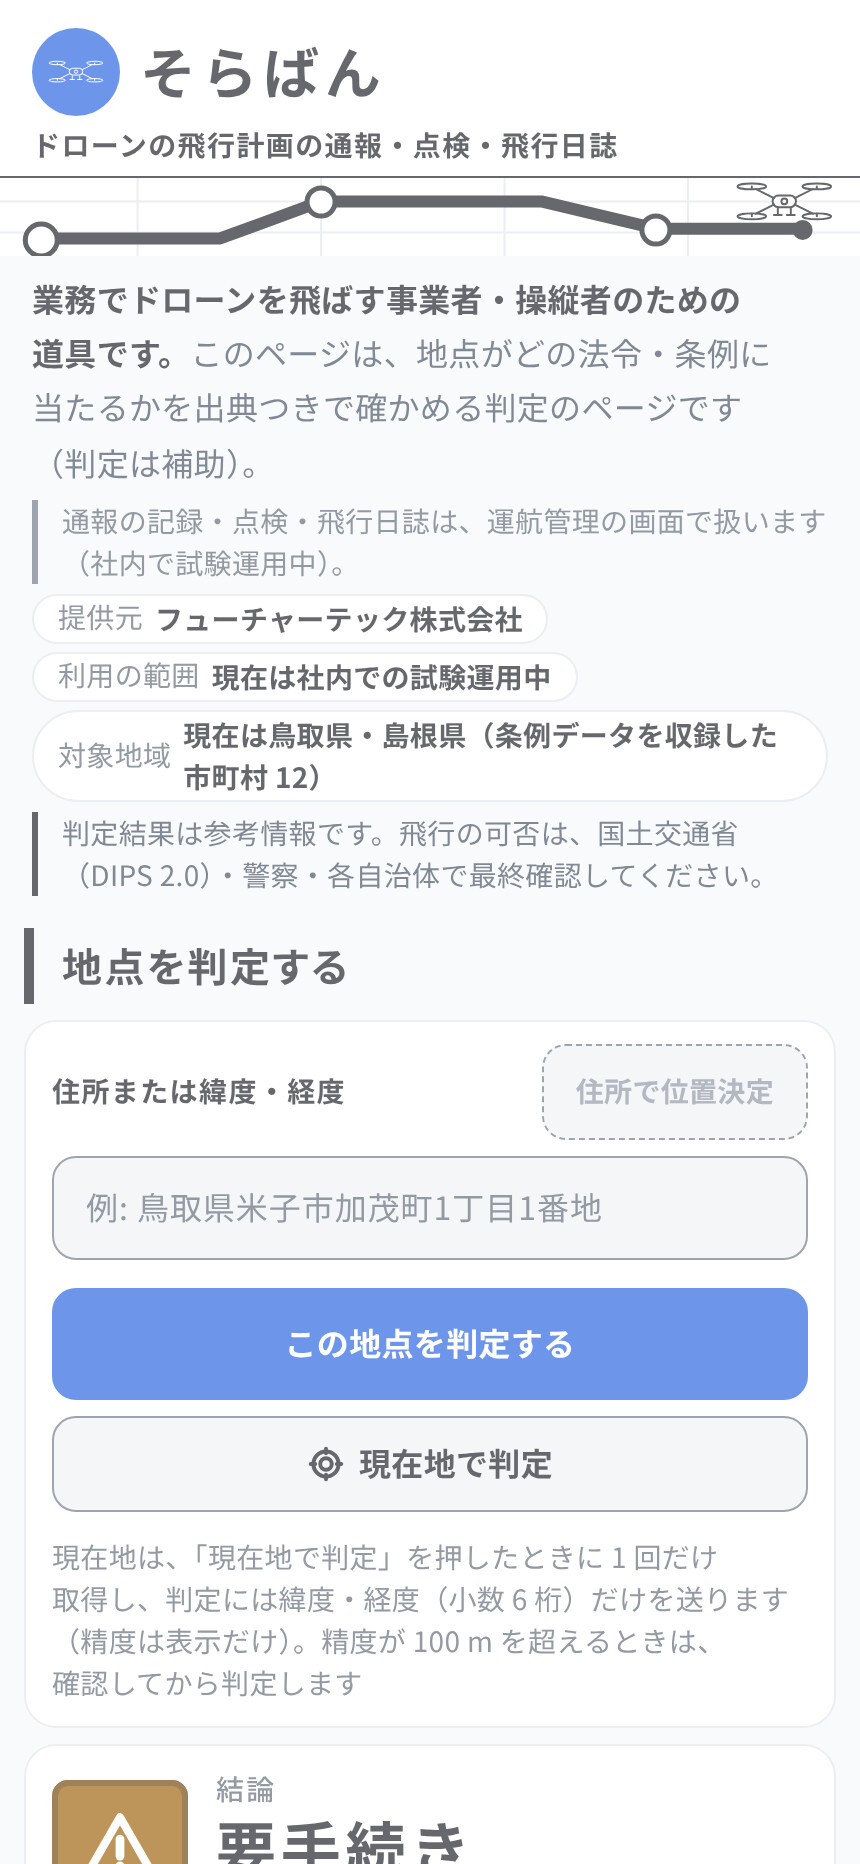 そらばん
ドローンの飛行計画の通報・点検・飛行日誌
業務でドローンを飛ばす事業者・操縦者のための
道具です。このページは、地点がどの法令・条例に
当たるかを出典つきで確かめる判定のページです
（判定は補助）。
通報の記録・点検・飛行日誌は、運航管理の画面で扱います
（社内で試験運用中）。
提供元 フューチャーテック株式会社
利用の範囲 現在は社内での試験運用中
対象地域 現在は鳥取県・島根県（条例データを収録した
市町村 12）
判定結果は参考情報です。飛行の可否は、国土交通省
（DIPS 2.0）・警察・各自治体で最終確認してください。
地点を判定する
住所または緯度・経度
住所で位置決定
例: 鳥取県米子市加茂町1丁目1番地
この地点を判定する
現在地で判定
現在地は、「現在地で判定」を押したときに 1 回だけ
取得し、判定には緯度・経度（小数 6 桁）だけを送ります
（精度は表示だけ）。精度が 100 m を超えるときは、
確認してから判定します
結論
要手続き